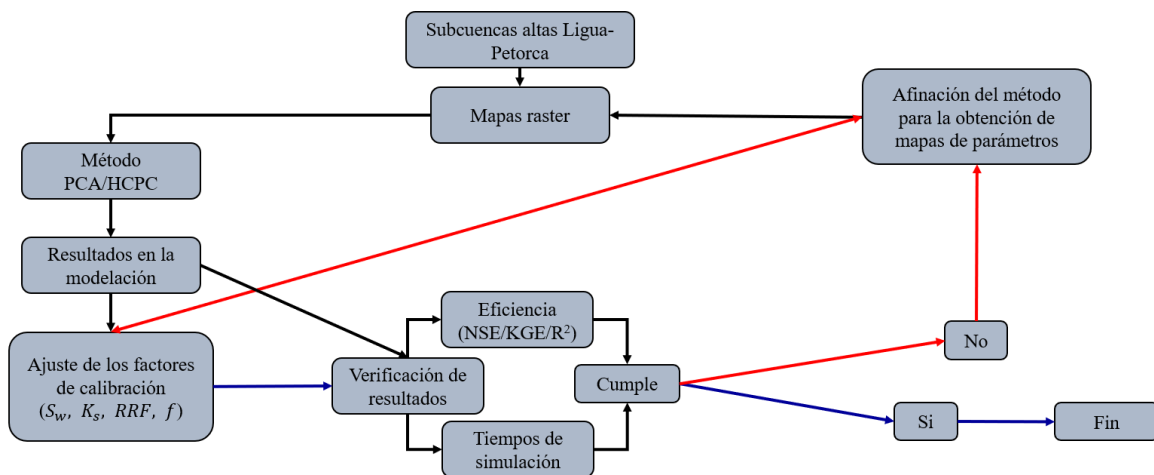 Subcuencas altas Ligua-
Petorca
Mapas raster
Afinación del método
para la obtención de
mapas de parámetros
Método
PCA/HCPC
Resultados en la
modelación
Ajuste de los factores
de calibración
(S_w, K_s, RRF, f)
Verificación de
resultados
Eficiencia
(NSE/KGE/R²)
Tiempos de
simulación
Cumple
No
Si
Fin